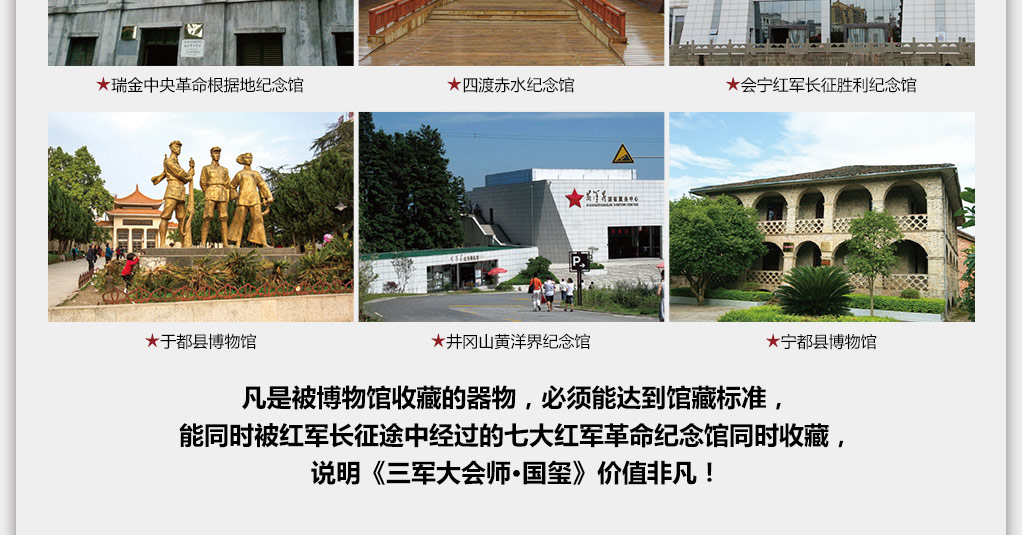 ★瑞金中央革命根据地纪念馆
★四渡赤水纪念馆
★会宁红军长征胜利纪念馆
P
★于都县博物馆
★井冈山黄洋界纪念馆
★宁都县博物馆
凡是被博物馆收藏的器物，必须能达到馆藏标准，
能同时被红军长征途中经过的七大红军革命纪念馆同时收藏，
说明《三军大会师·国玺》价值非凡！